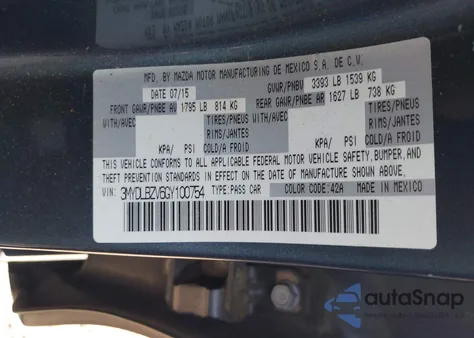 MFD. BY MAZDA MOTOR MANUFACTURING DE MEXICO S.A. DE C.V.
DATE 07/15 GVWR/PNBV 3393 LB 1539 KG
FRONT GAWR/PNBE AV 1795 LB 814 KG REAR GAWR/PNBE AR 1627 LB 738 KG
WITH/AVEC TIRES/PNEUS WITH/AVEC TIRES/PNEUS
RIMS/JANTES RIMS/JANTES
KPA/ PSI COLD/A FROID KPA/ PSI COLD/A FROID
THIS VEHICLE CONFORMS TO ALL APPLICABLE FEDERAL MOTOR VEHICLE SAFETY, BUMPER, AND
THEFT PREVENTION STANDARDS IN EFFECT ON THE DATE OF MANUFACTURE SHOWN ABOVE.
VIN: 3MYDLBZV6GY100754 TYPE:PASS CAR COLOR CODE:42A MADE IN MEXICO
autoSnap